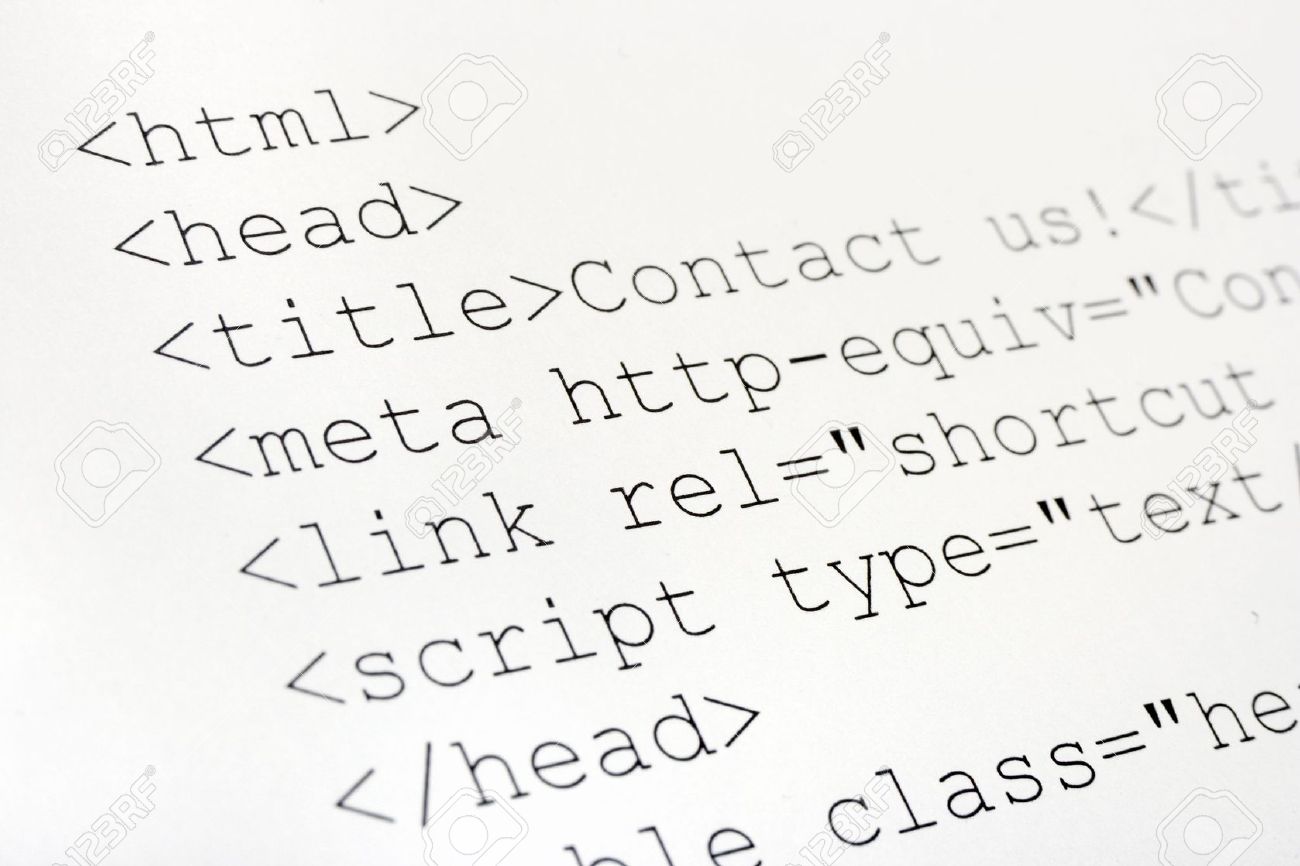 <html>
<head>
<title>Contact us!</ti
<meta http-equiv="Con
<link rel="shortcut
<script type="text/
</head>
ble class="he